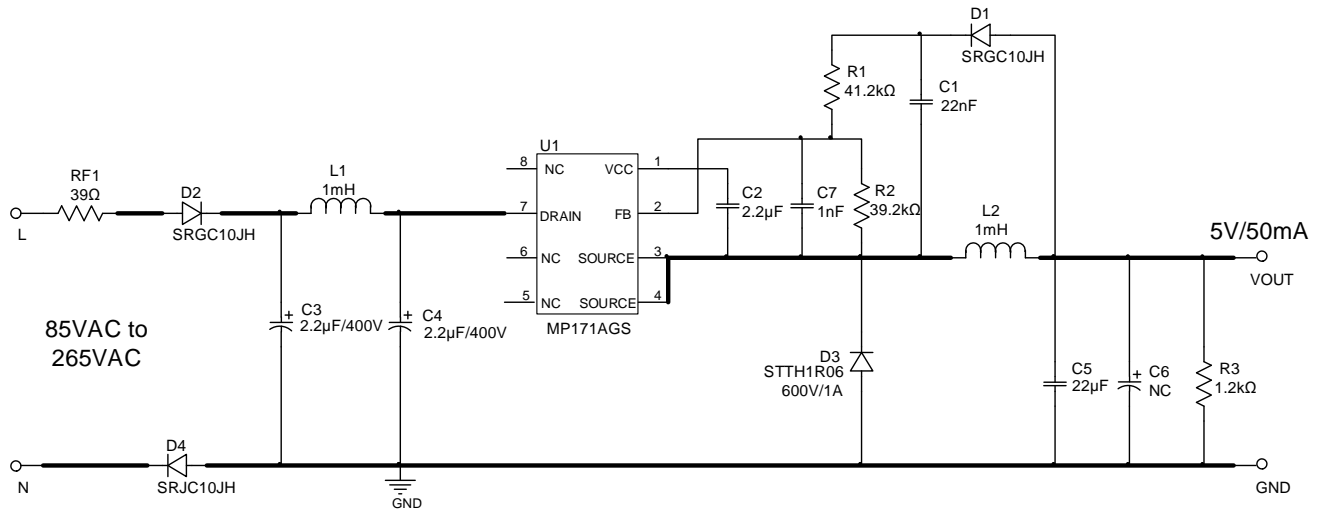 D1
SRGC10JH
R1
41.2kΩ
C1
22nF
U1
8
NC
VCC
1
7
DRAIN
FB
2
6
NC
SOURCE
3
5
NC
SOURCE
4
MP171AGS
RF1
39Ω
D2
SRGC10JH
L1
1mH
L
C2
2.2µF
C7
1nF
R2
39.2kΩ
L2
1mH
5V/50mA
VOUT
85VAC to
265VAC
C3
2.2µF/400V
C4
2.2µF/400V
D3
STTH1R06
600V/1A
C5
22µF
C6
NC
R3
1.2kΩ
D4
SRJC10JH
N
GND
GND
+
+
+